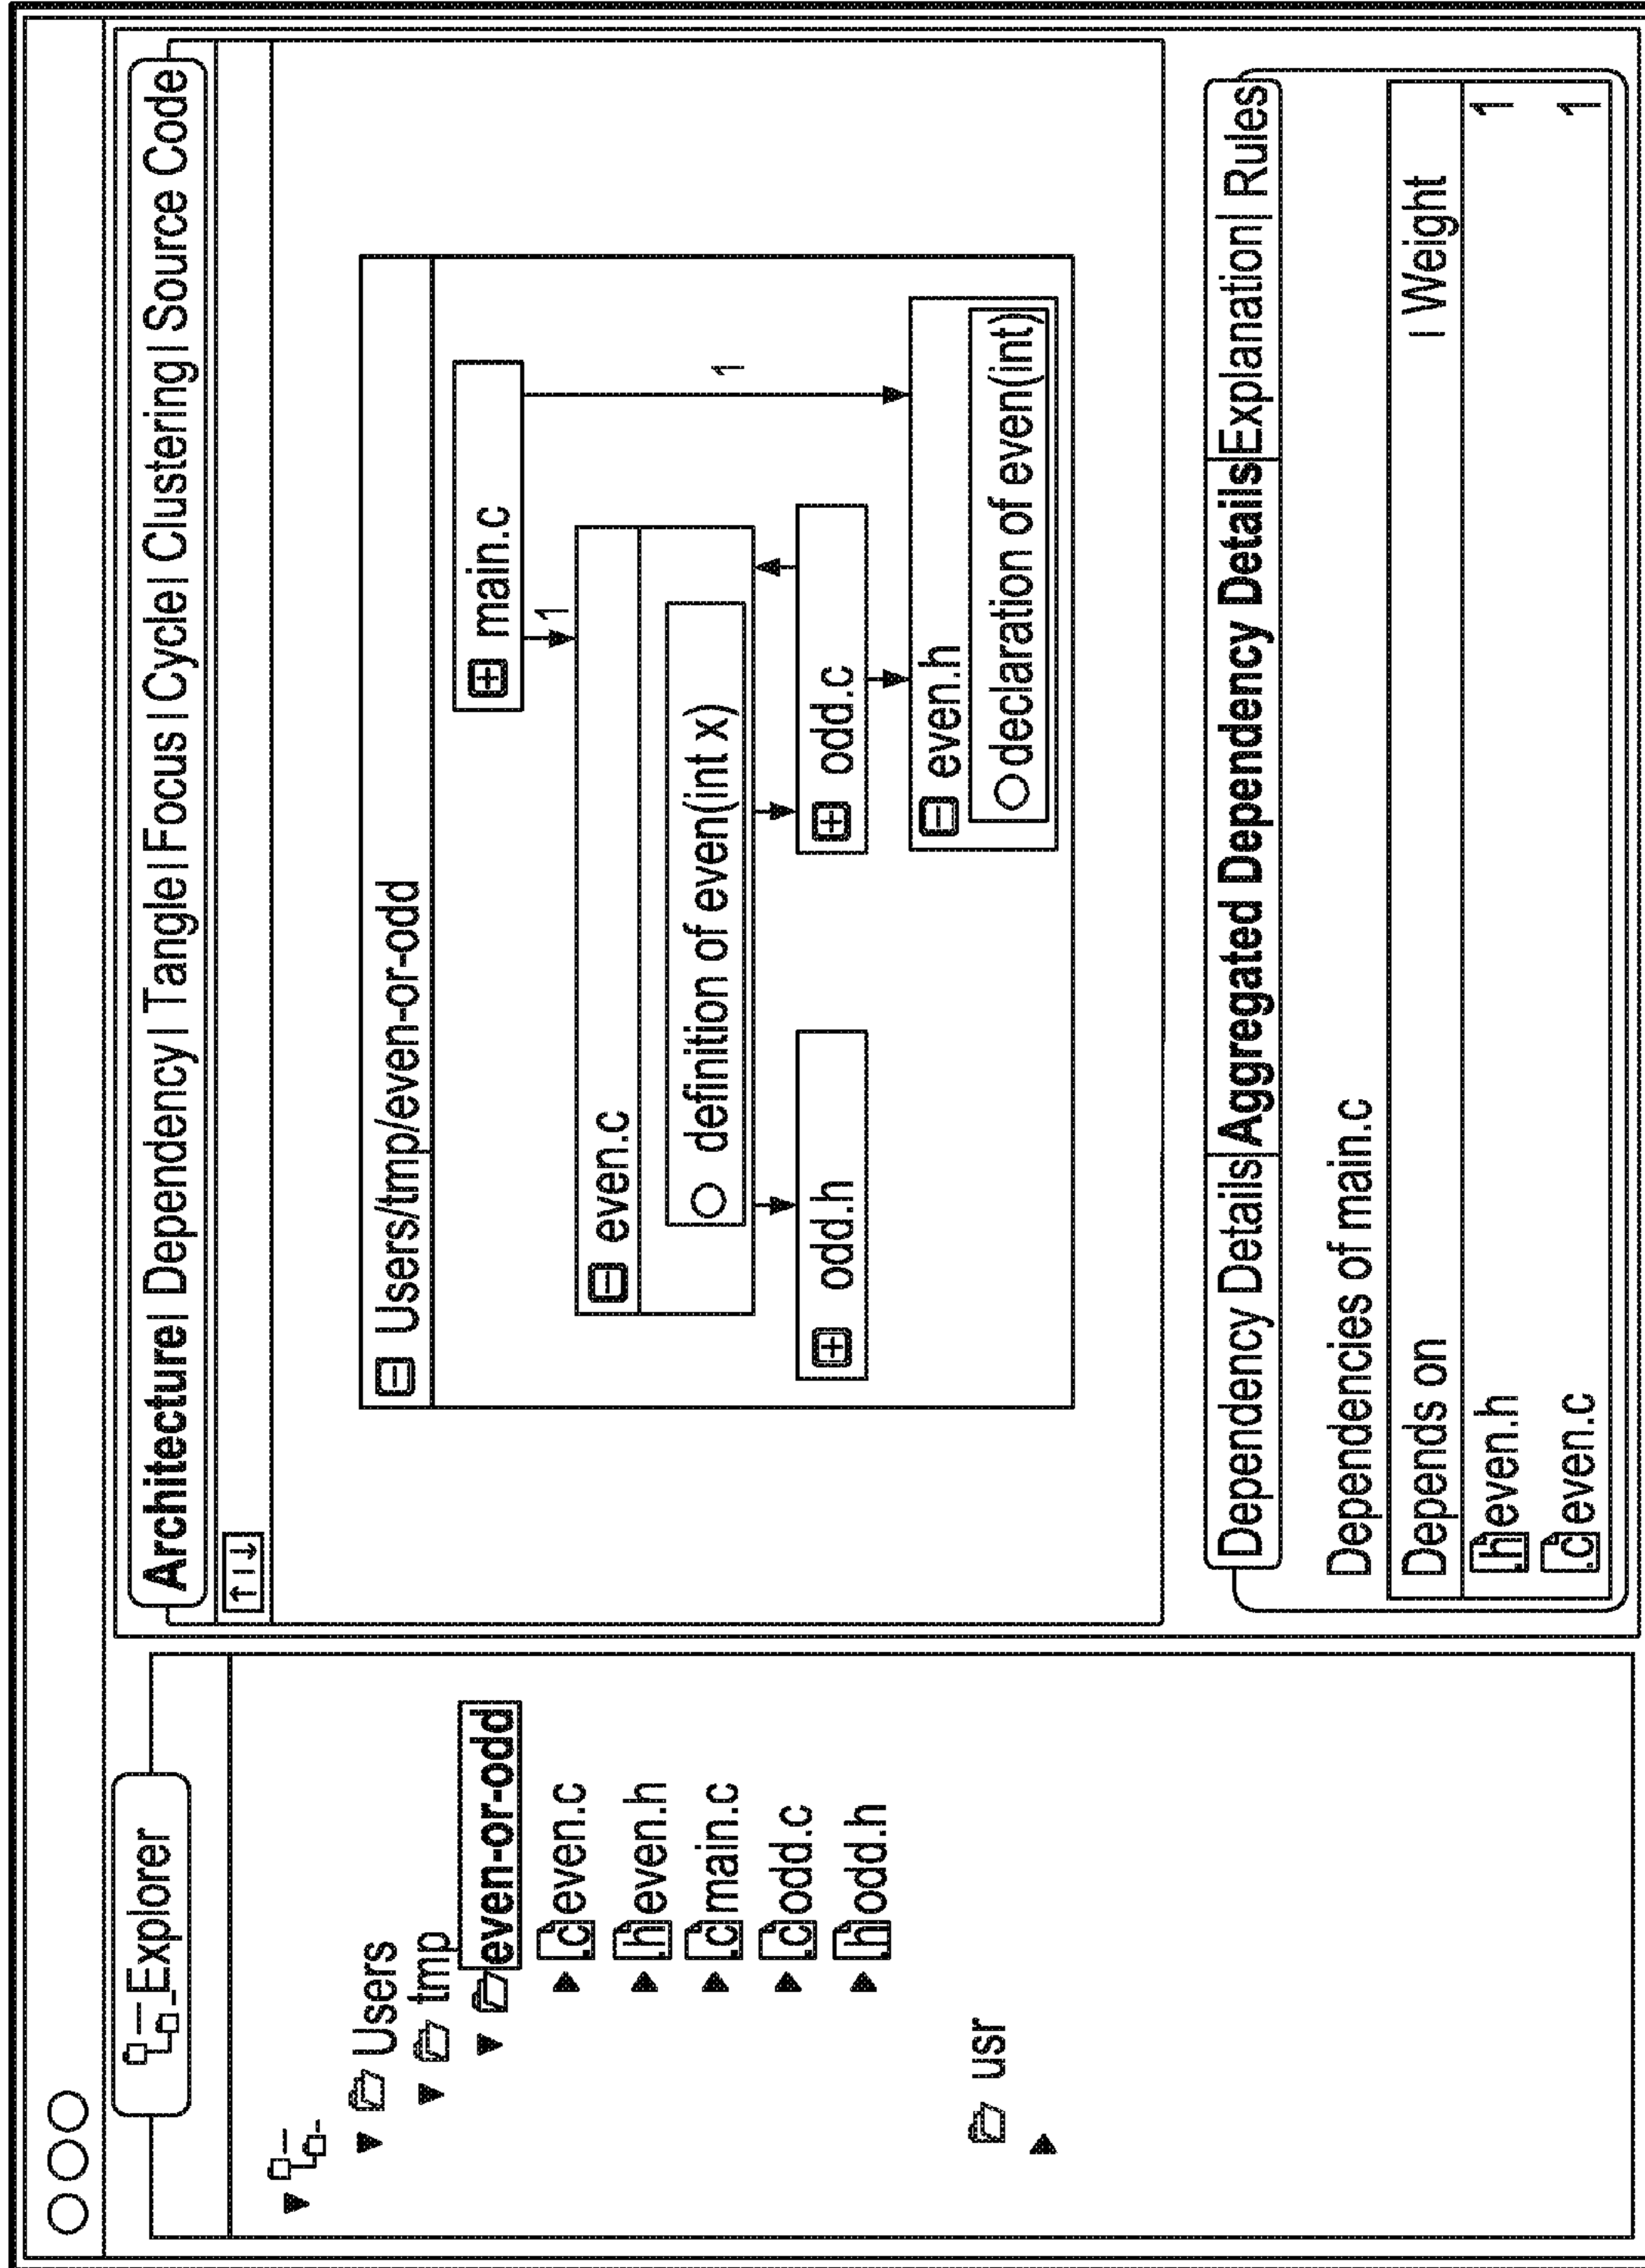 Explorer
Users
tmp
even-or-odd
.c even.c
.h even.h
.c main.c
.c odd.c
.h odd.h
usr
Architecture| Dependency| Tangle| Focus| Cycle| Clustering| Source Code
↑|↓
Users/tmp/even-or-odd
main.c
1
1
even.c
definition of even(int x)
odd.h
odd.c
even.h
declaration of even(int)
Dependency Details| Aggregated Dependency Details Explanation| Rules
Dependencies of main.c
Depends on | Weight
.h even.h 1
.c even.c 1